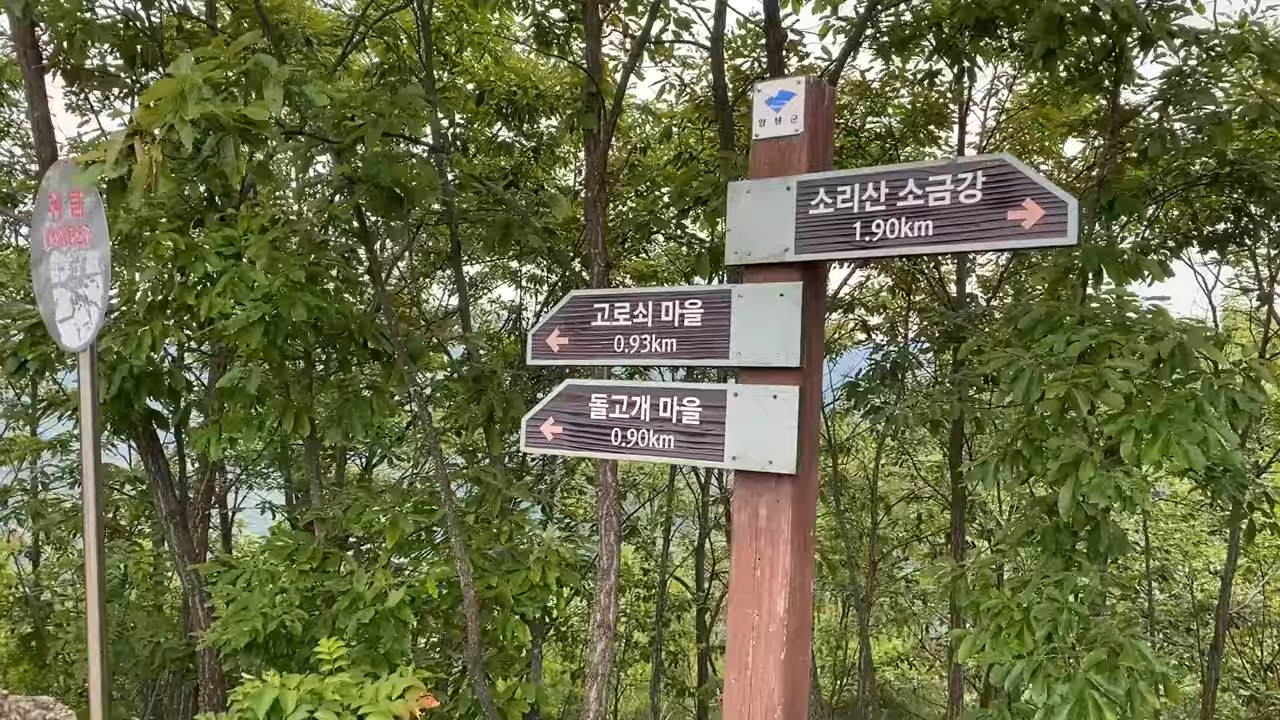 양평군
소리산 소금강
1.90km
고로쇠 마을
0.93km
돌고개 마을
0.90km